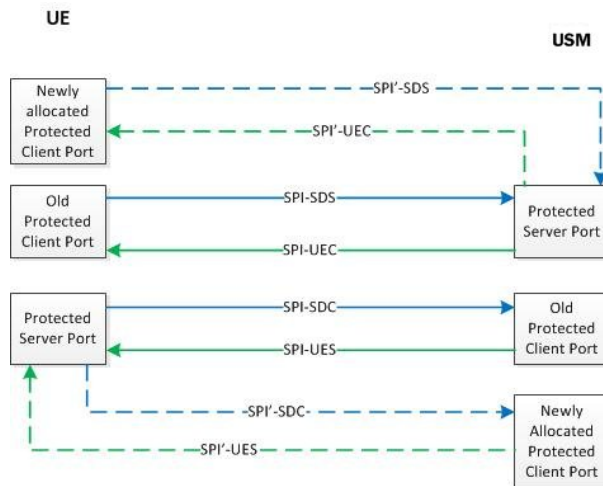 UE
USM
Newly
allocated
Protected
Client Port
SPI'-SDS
SPI'-UEC
Old
Protected
Client Port
SPI-SDS
SPI-UEC
Protected
Server Port
Protected
Server Port
SPI-SDC
SPI-UES
Old
Protected
Client Port
SPI'-SDC
SPI'-UES
Newly
Allocated
Protected
Client Port